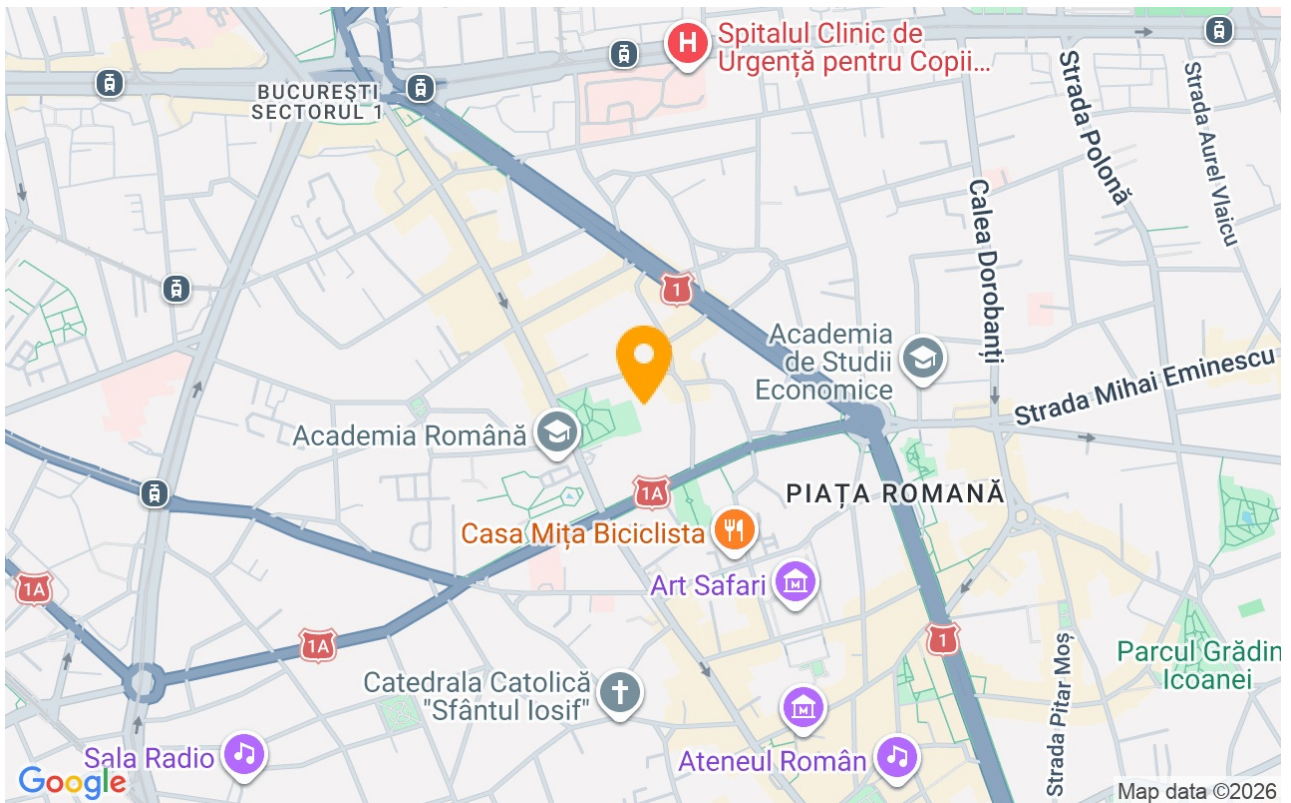 Spitalul Clinic de
Urgență pentru Copii...
H
BUCUREȘTI
SECTORUL 1
Strada Polonă
Strada Aurel Vlaicu
Calea Dorobanți
1
Academia
de Studii
Economice
Strada Mihai Eminescu
Academia Română
1A
PIAȚA ROMANĂ
Casa Mița Biciclista
Art Safari
M
1A
1A
1
Parcul Grădin
Icoanei
Strada Pitar Moș
Catedrala Catolică
"Sfântul Iosif"
M
Sala Radio
Ateneul Român
Google
Map data ©2026